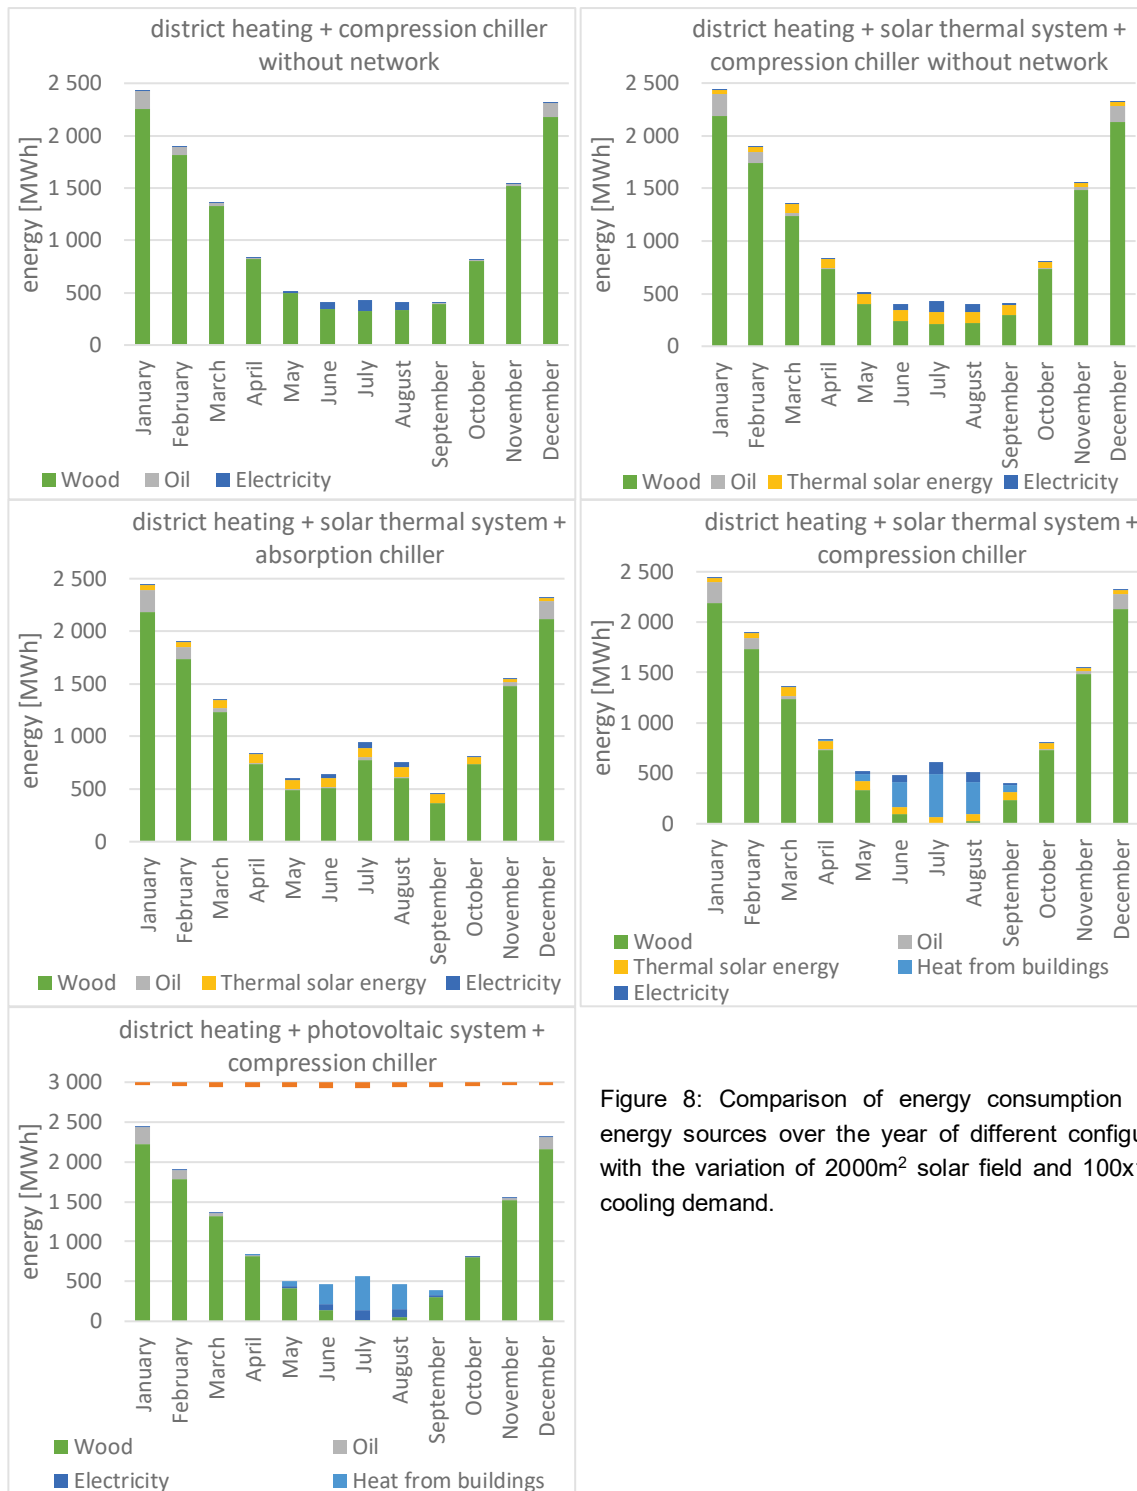 district heating + compression chiller
without network
energy [MWh]
2 500
2 000
1 500
1 000
500
0
January
February
March
April
May
June
July
August
September
October
November
December
Wood Oil Electricity
district heating + solar thermal system +
compression chiller without network
energy [MWh]
2 500
2 000
1 500
1 000
500
0
January
February
March
April
May
June
July
August
September
October
November
December
Wood Oil Thermal solar energy Electricity
district heating + solar thermal system +
absorption chiller
energy [MWh]
2 500
2 000
1 500
1 000
500
0
January
February
March
April
May
June
July
August
September
October
November
December
Wood Oil Thermal solar energy Electricity
district heating + solar thermal system +
compression chiller
energy [MWh]
2 500
2 000
1 500
1 000
500
0
January
February
March
April
May
June
July
August
September
October
November
December
Wood Oil
Thermal solar energy Heat from buildings
Electricity
district heating + photovoltaic system +
compression chiller
energy [MWh]
3 000
2 500
2 000
1 500
1 000
500
0
January
February
March
April
May
June
July
August
September
October
November
December
Wood Oil
Electricity Heat from buildings
Figure 8: Comparison of energy consumption
energy sources over the year of different configu
with the variation of 2000m² solar field and 100x
cooling demand.